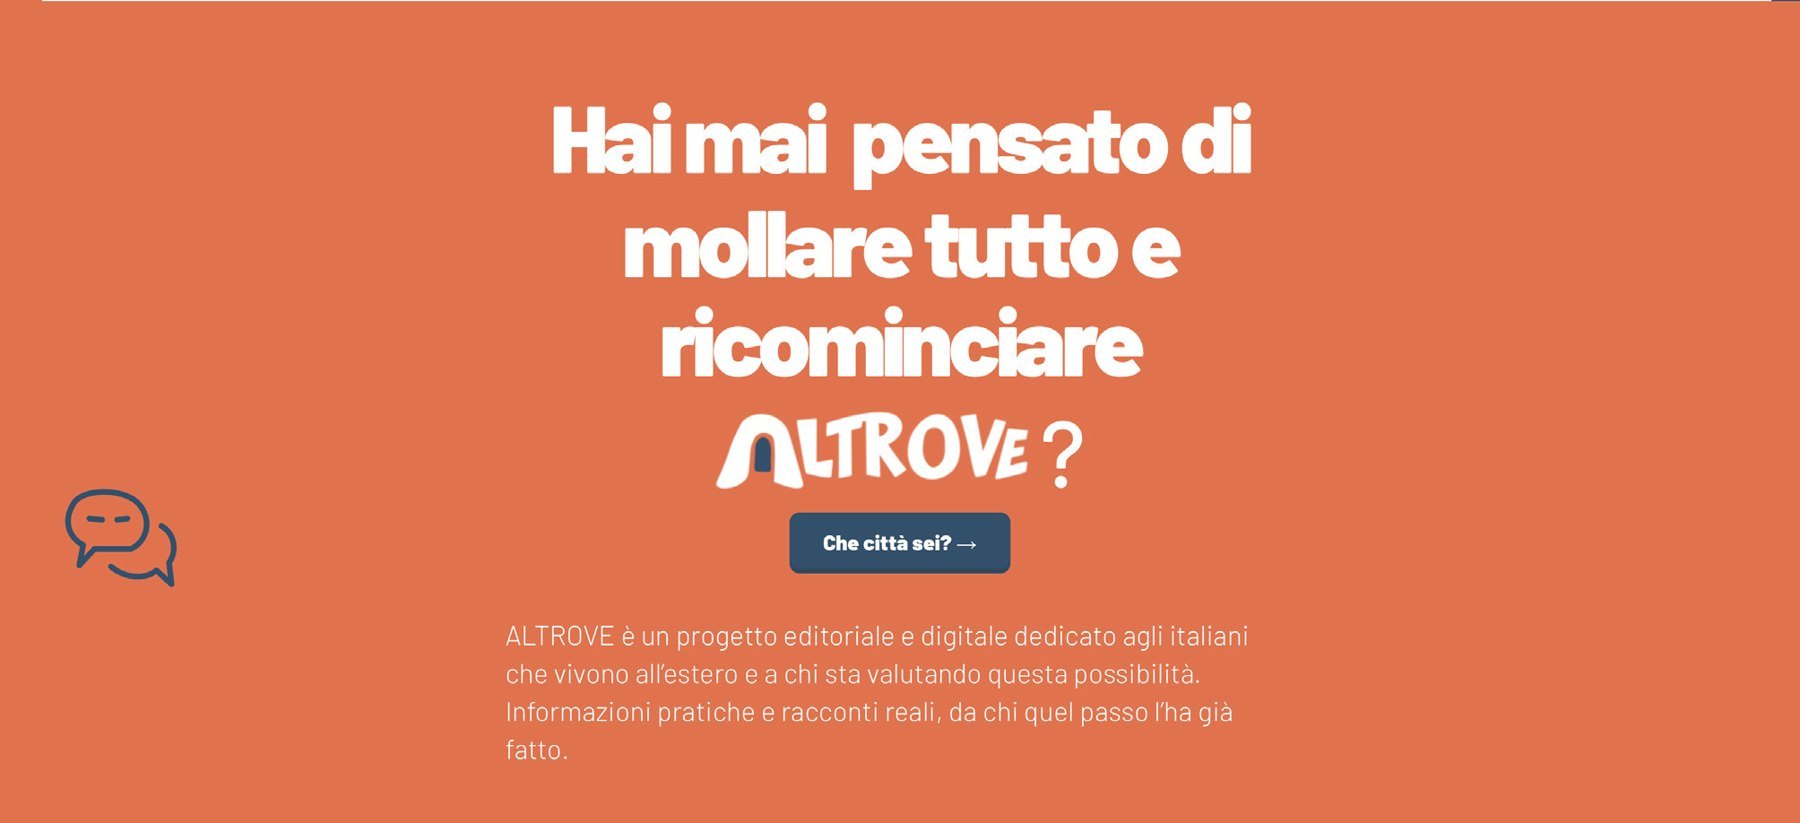 Hai mai pensato di
mollare tutto e
ricominciare
ALTROVE ?
Che città sei? →
ALTROVE è un progetto editoriale e digitale dedicato agli italiani
che vivono all’estero e a chi sta valutando questa possibilità.
Informazioni pratiche e racconti reali, da chi quel passo l’ha già
fatto.